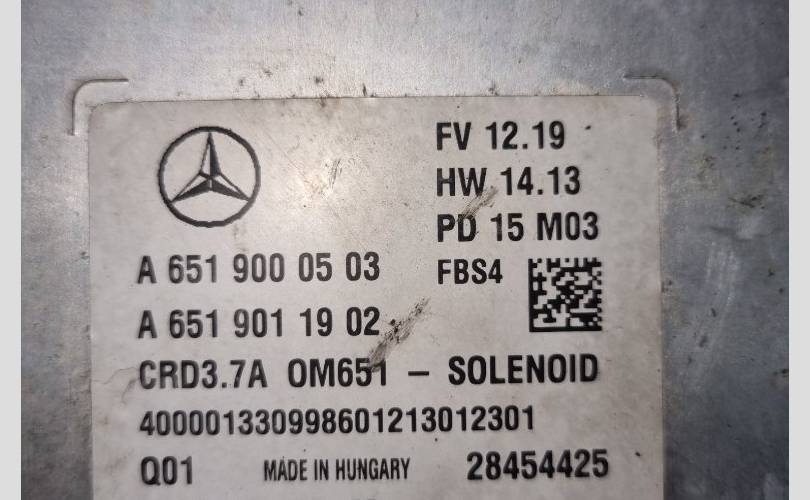 FV 12.19
HW 14.13
PD 15 M03
A 651 900 05 03 FBS4
A 651 901 19 02
CRD3.7A OM651 – SOLENOID
400001330998601213012301
Q01 MADE IN HUNGARY 28454425